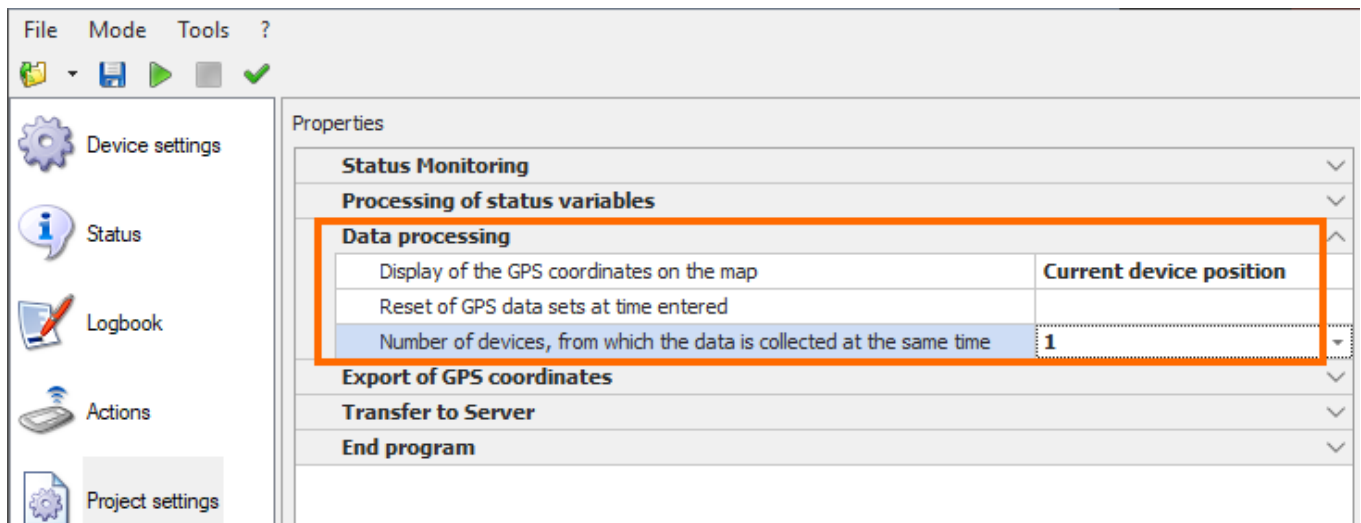 File Mode Tools ?
Properties
Device settings
Status
Logbook
Actions
Project settings
Status Monitoring
Processing of status variables
Data processing
Display of the GPS coordinates on the map Current device position
Reset of GPS data sets at time entered
Number of devices, from which the data is collected at the same time 1
Export of GPS coordinates
Transfer to Server
End program